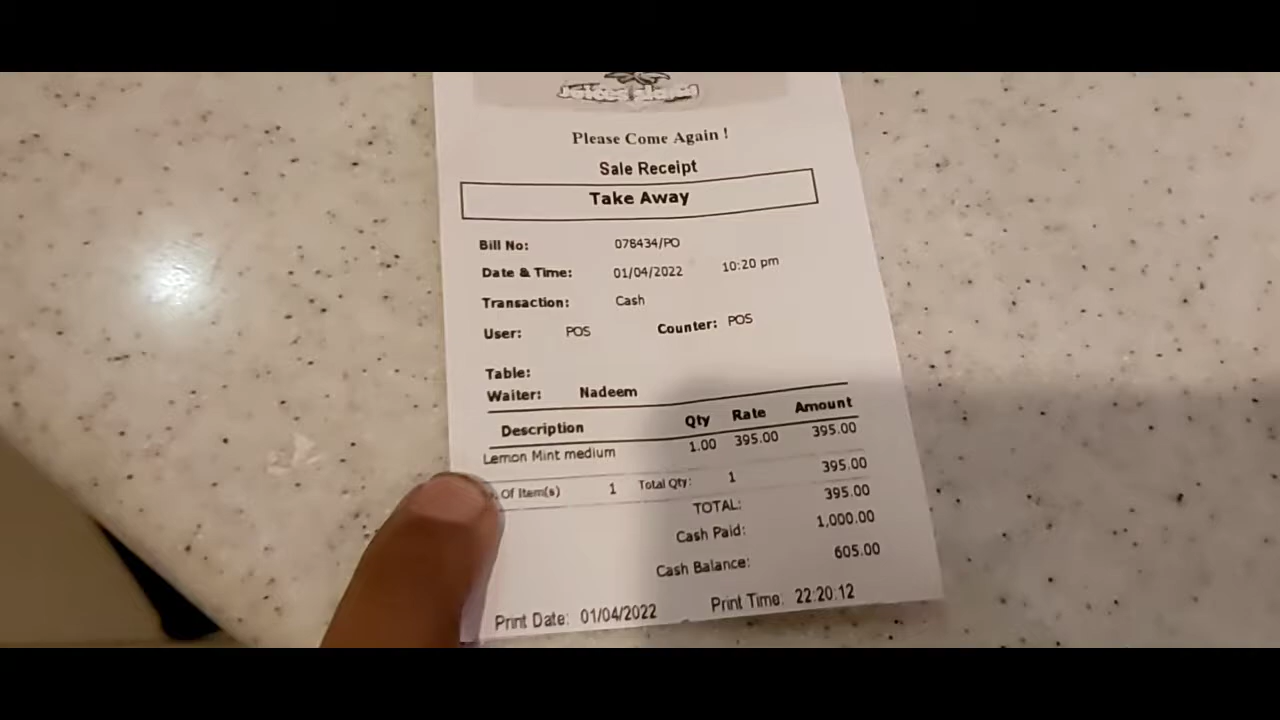 Please Come Again !
Sale Receipt
Take Away
Bill No: 078434/PO
Date & Time: 01/04/2022 10:20 pm
Transaction: Cash
User: POS Counter: POS
Table:
Waiter: Nadeem
Description Qty Rate Amount
Lemon Mint medium 1.00 395.00 395.00
Of Item(s) 1 Total Qty: 1 395.00
TOTAL: 395.00
Cash Paid: 1,000.00
Cash Balance: 605.00
Print Date: 01/04/2022 Print Time: 22:20:12